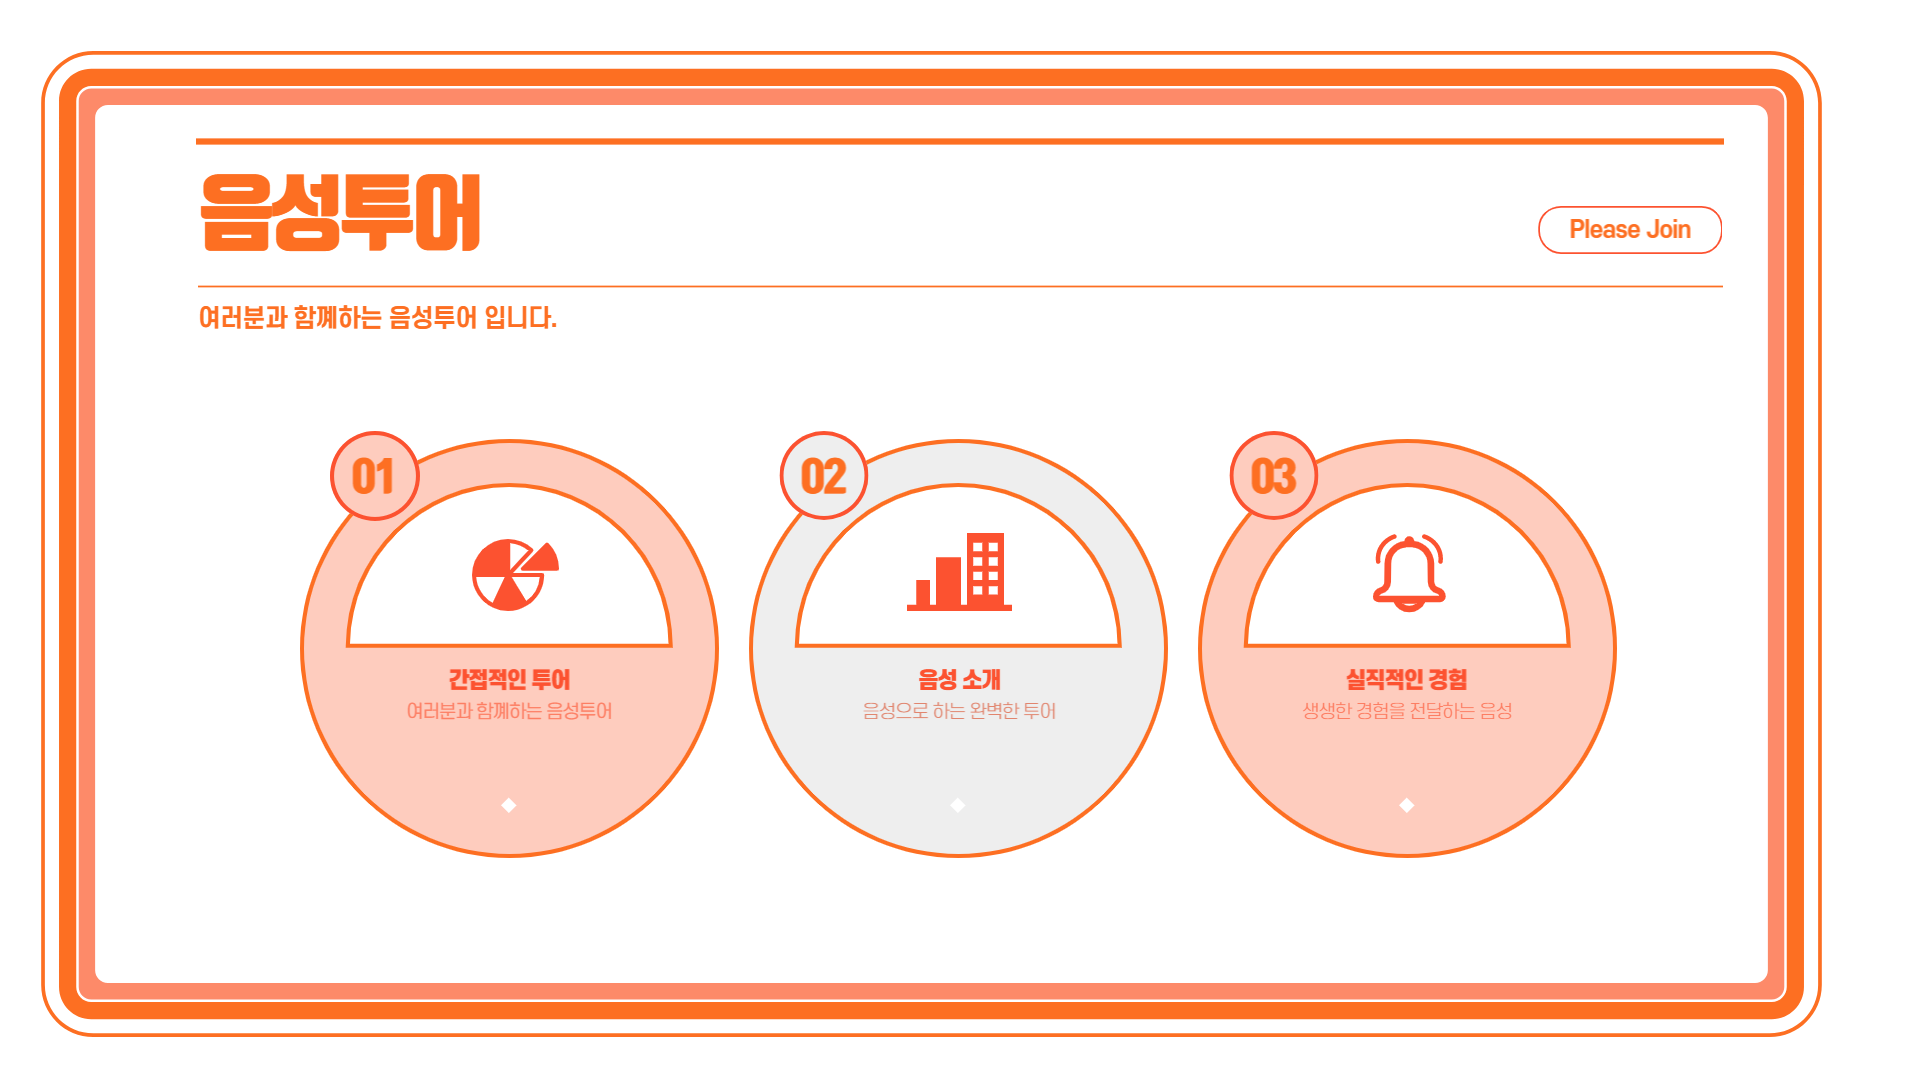 음성투어
Please Join
여러분과 함께하는 음성투어 입니다.
01
간접적인 투어
여러분과 함께하는 음성투어
02
음성 소개
음성으로 하는 완벽한 투어
03
실직적인 경험
생생한 경험을 전달하는 음성